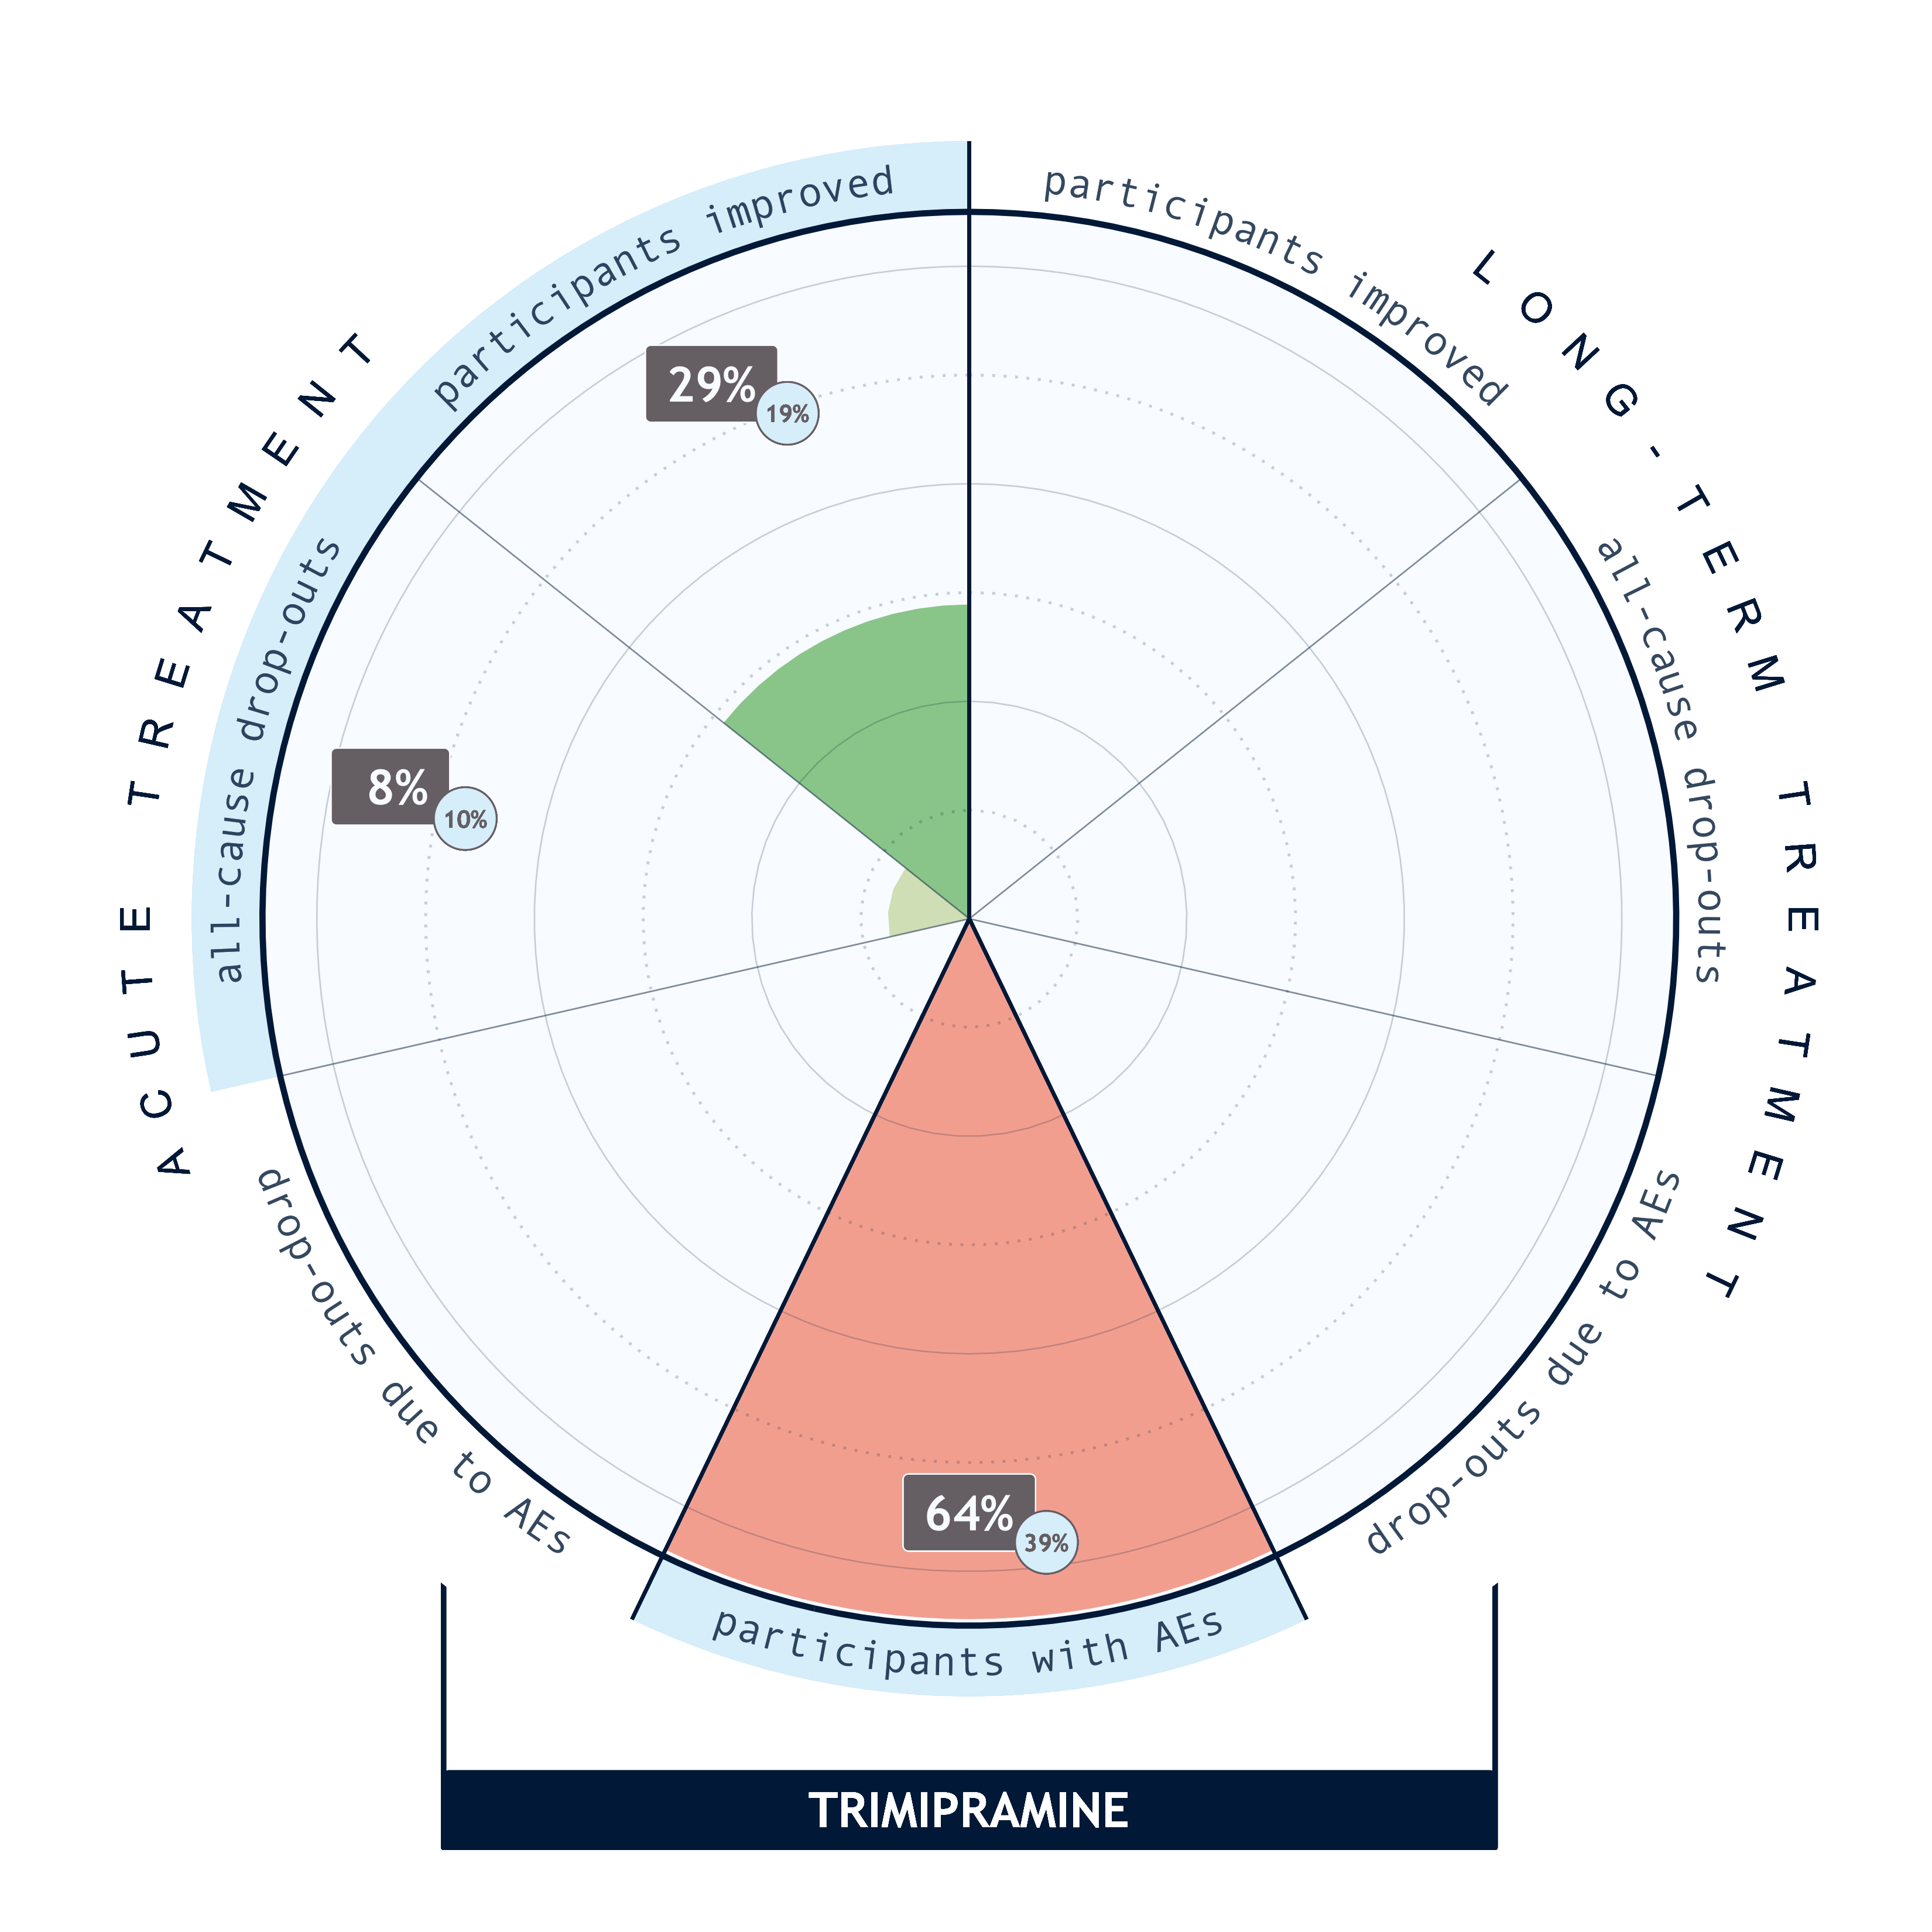 ACUTE TREATMENT
LONG-TERM TREATMENT
participants improved
participants improved
29%
19%
all-cause drop-outs
all-cause drop-outs
8%
10%
drop-outs due to AEs
drop-outs due to AEs
64%
39%
participants with AEs
TRIMIPRAMINE